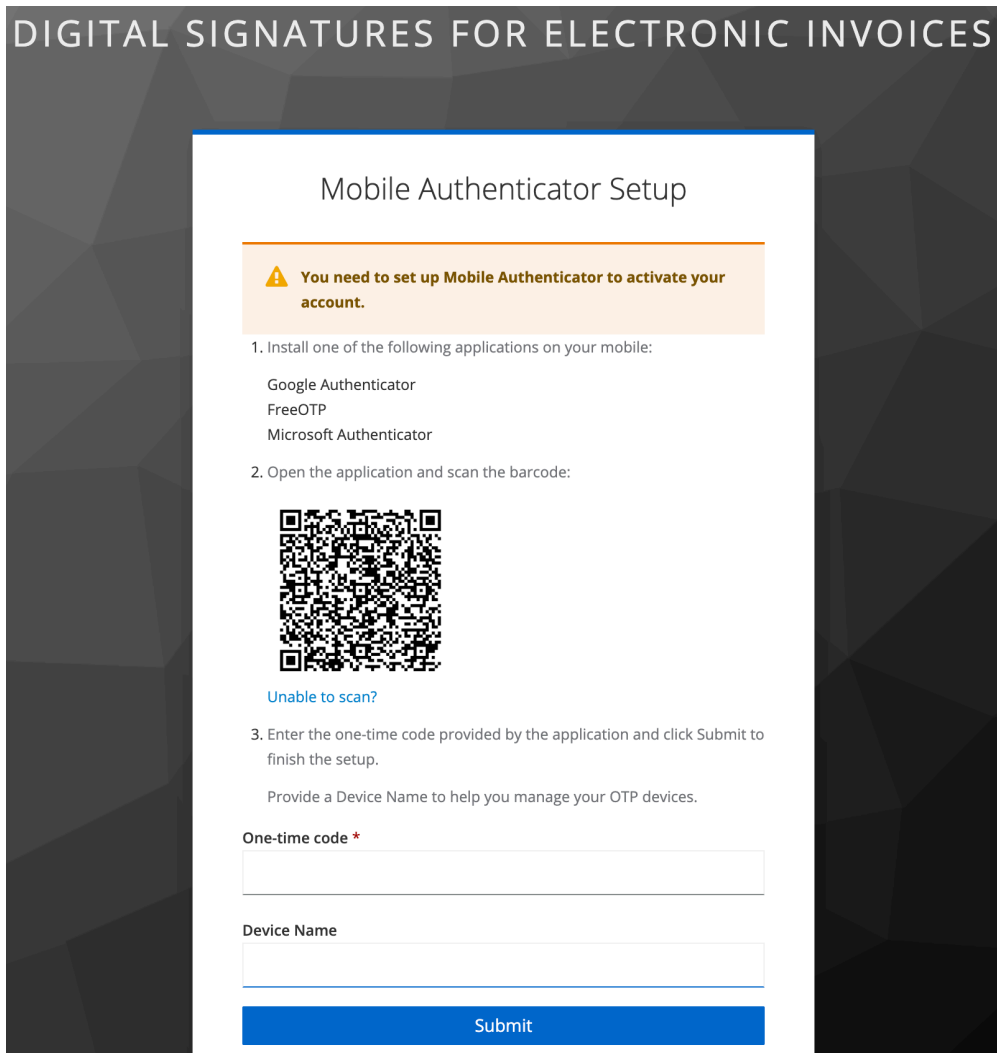 DIGITAL SIGNATURES FOR ELECTRONIC INVOICES
Mobile Authenticator Setup
You need to set up Mobile Authenticator to activate your
account.
1. Install one of the following applications on your mobile:
Google Authenticator
FreeOTP
Microsoft Authenticator
2. Open the application and scan the barcode:
Unable to scan?
3. Enter the one-time code provided by the application and click Submit to
finish the setup.
Provide a Device Name to help you manage your OTP devices.
One-time code *
Device Name
Submit